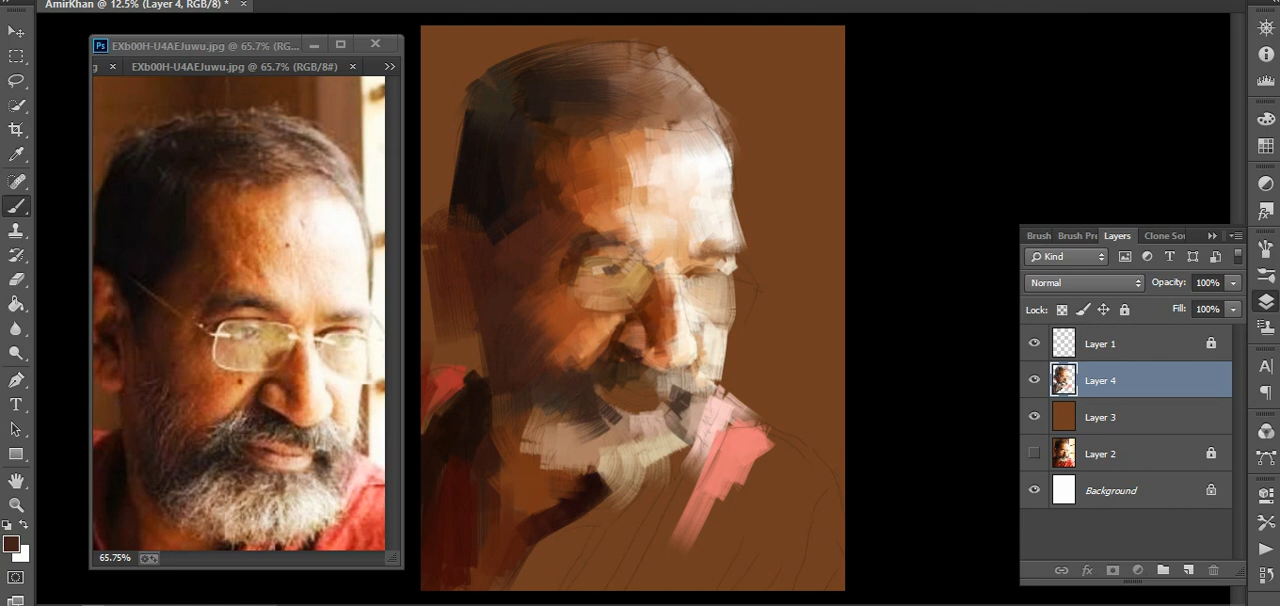 AmirKhan @ 12.5% (Layer 4, RGB/8) *
Ps EXb00H-U4AEJuwu.jpg @ 65.7% (RG...
g × EXb00H-U4AEJuwu.jpg @ 65.7% (RGB/8#) × >>
65.75%
Brush Brush Pre Layers Clone Sou
Kind
Normal Opacity: 100%
Lock: Fill: 100%
Layer 1
Layer 4
Layer 3
Layer 2
Background
fx
T
A